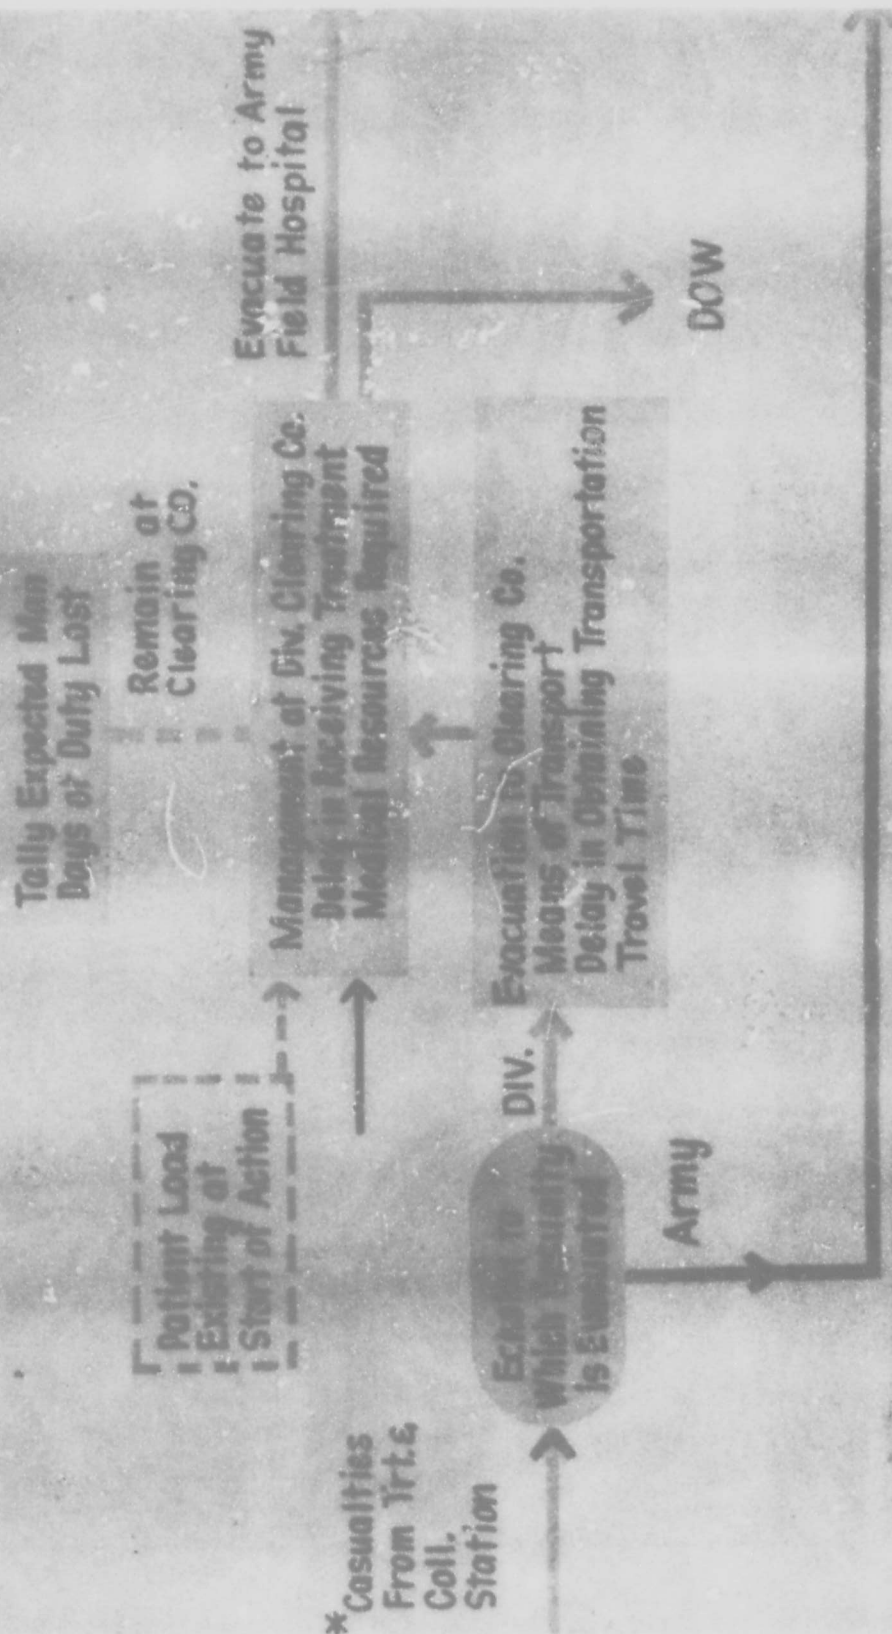 Tally Expected Man
Days of Duty Lost
Remain at
Clearing CO.
Evacuate to Army
Field Hospital
Patient Load
Existing at
Start of Action
Management at Div. Clearing Co.
Delay in Receiving Treatment
Medical Resources Required
DOW
*Casualties
From Trt. &
Coll.
Station
Echelon to
Which Casualty
is Evacuated
DIV.
Army
Evacuation to Clearing Co.
Means of Transport
Delay in Obtaining Transportation
Travel Time